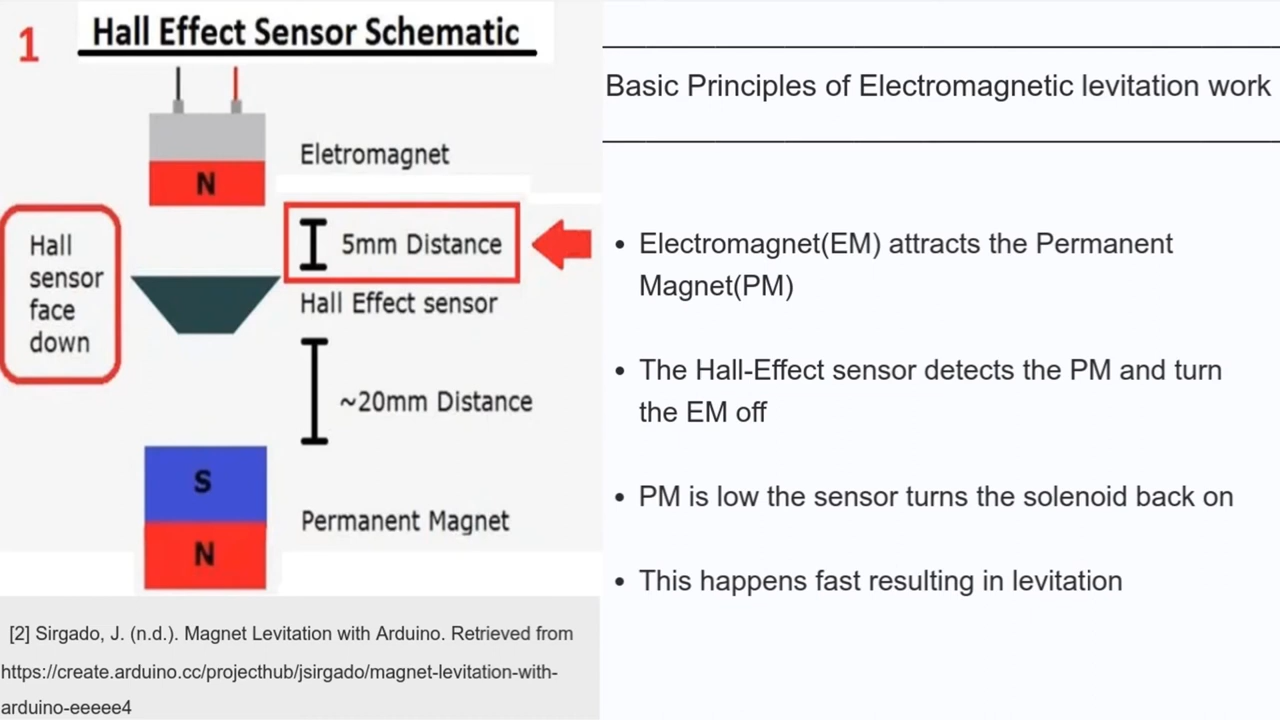 1
Hall Effect Sensor Schematic
N
Eletromagnet
Hall
sensor
face
down
5mm Distance
Hall Effect sensor
~20mm Distance
S
N
Permanent Magnet
[2] Sirgado, J. (n.d.). Magnet Levitation with Arduino. Retrieved from
https://create.arduino.cc/projecthub/jsirgado/magnet-levitation-with-
arduino-eeeee4
Basic Principles of Electromagnetic levitation work
• Electromagnet(EM) attracts the Permanent
Magnet(PM)
• The Hall-Effect sensor detects the PM and turn
the EM off
• PM is low the sensor turns the solenoid back on
• This happens fast resulting in levitation